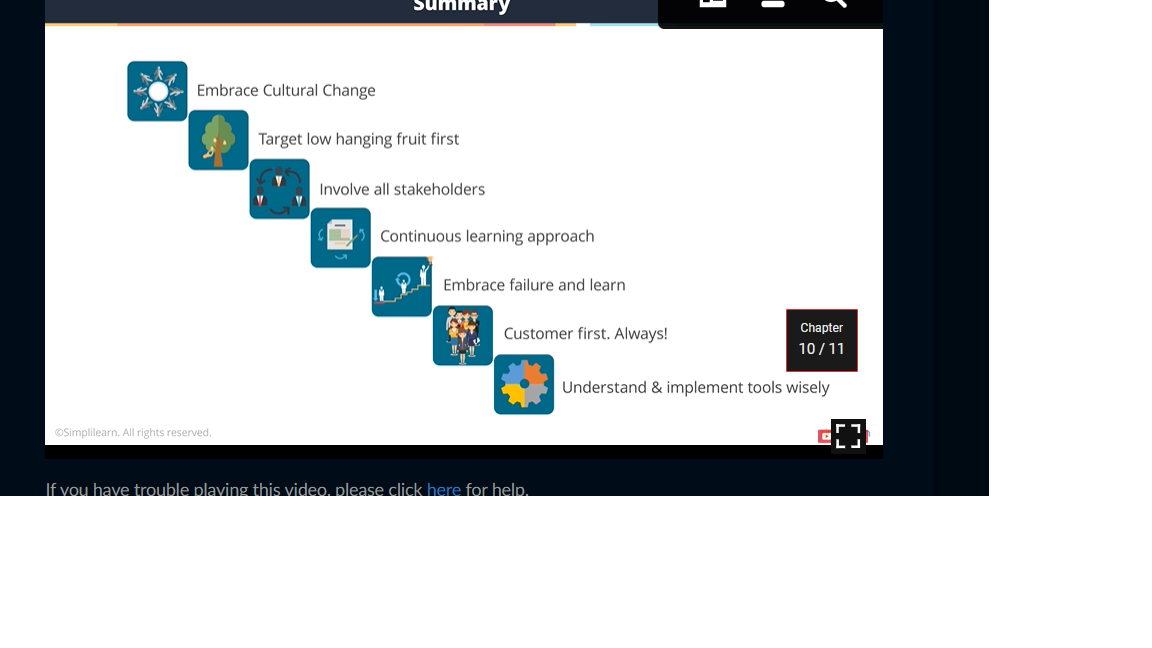 Summary
Embrace Cultural Change
Target low hanging fruit first
Involve all stakeholders
Continuous learning approach
Embrace failure and learn
Customer first. Always!
Chapter
10 / 11
Understand & implement tools wisely
©Simplilearn. All rights reserved.
If you have trouble playing this video, please click here for help.